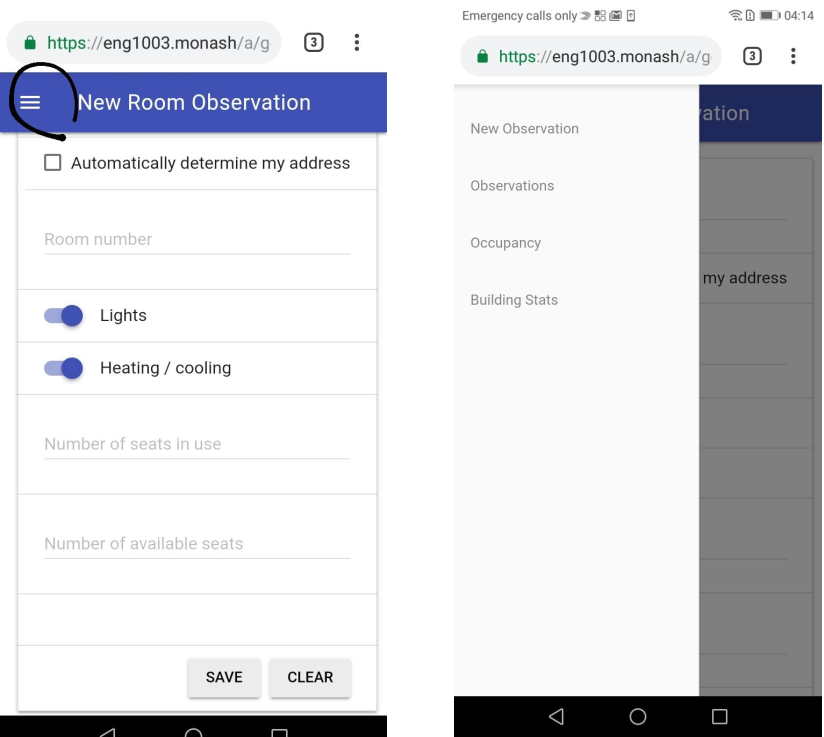 https://eng1003.monash/a/g
3
New Room Observation
Automatically determine my address
Room number
Lights
Heating / cooling
Number of seats in use
Number of available seats
SAVE
CLEAR
Emergency calls only
04:14
https://eng1003.monash/a/g
3
vation
New Observation
Observations
Occupancy
Building Stats
my address